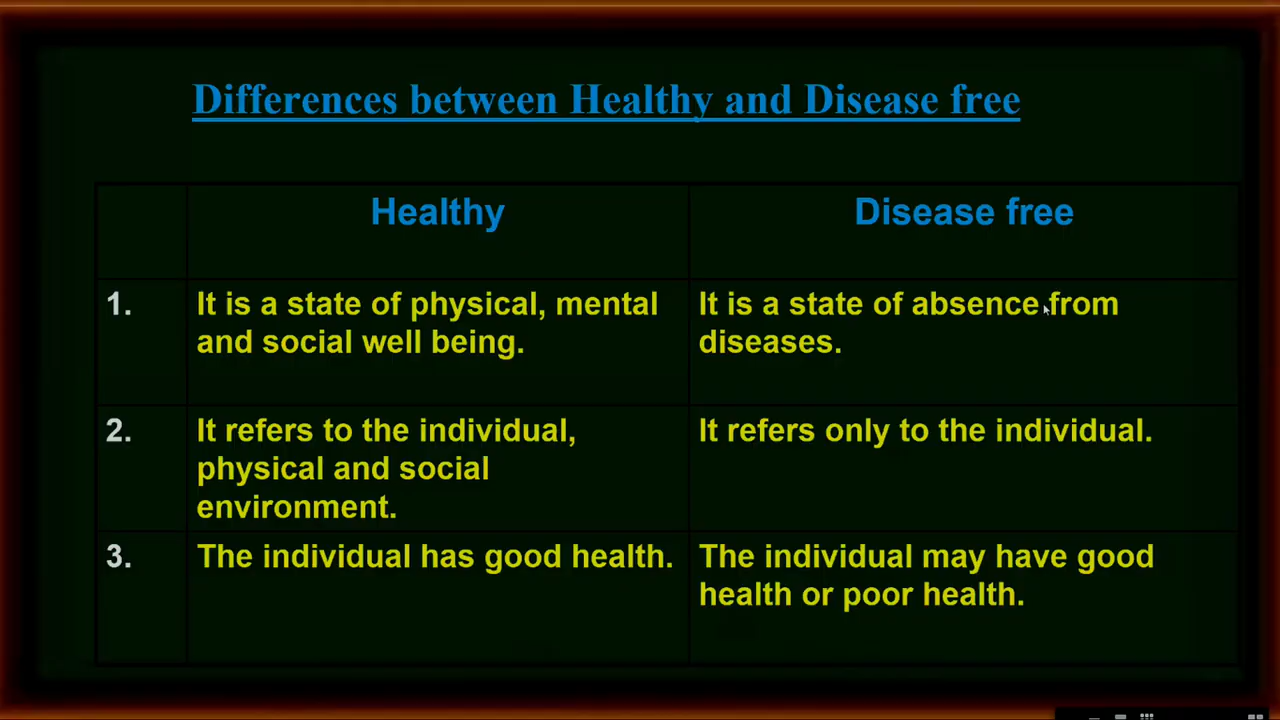 Differences between Healthy and Disease free
Healthy
Disease free
1.
It is a state of physical, mental
and social well being.
It is a state of absence from
diseases.
2.
It refers to the individual,
physical and social
environment.
It refers only to the individual.
3.
The individual has good health.
The individual may have good
health or poor health.